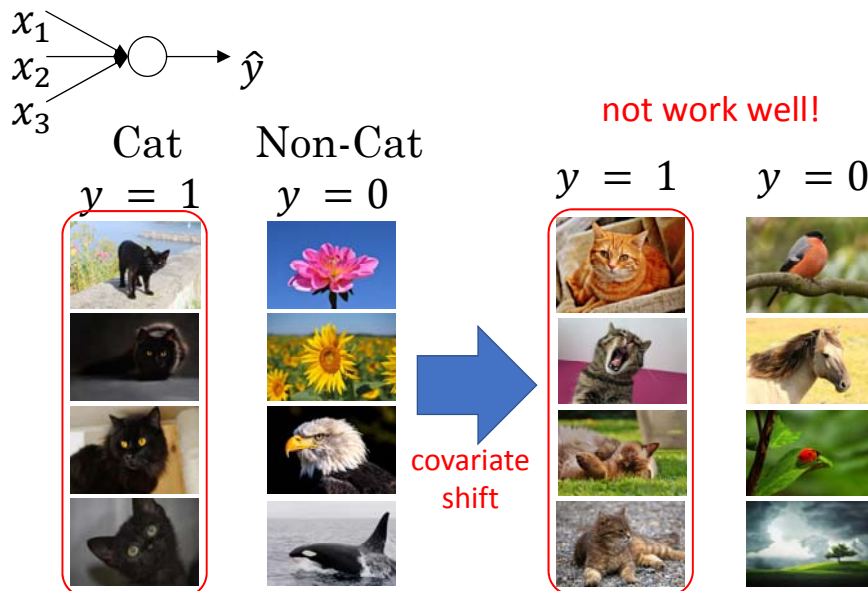 x₁
x₂
x₃
ŷ
not work well!
Cat Non-Cat
y = 1 y = 0
y = 1 y = 0
covariate
shift